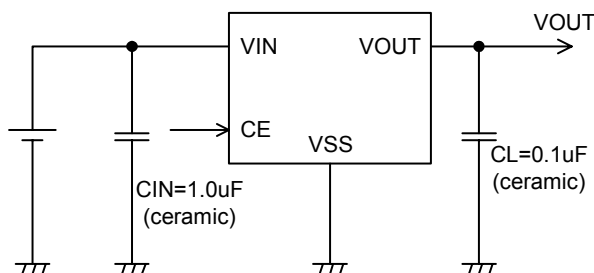 VOUT
VIN
VOUT
CE
VSS
CIN=1.0uF
(ceramic)
CL=0.1uF
(ceramic)